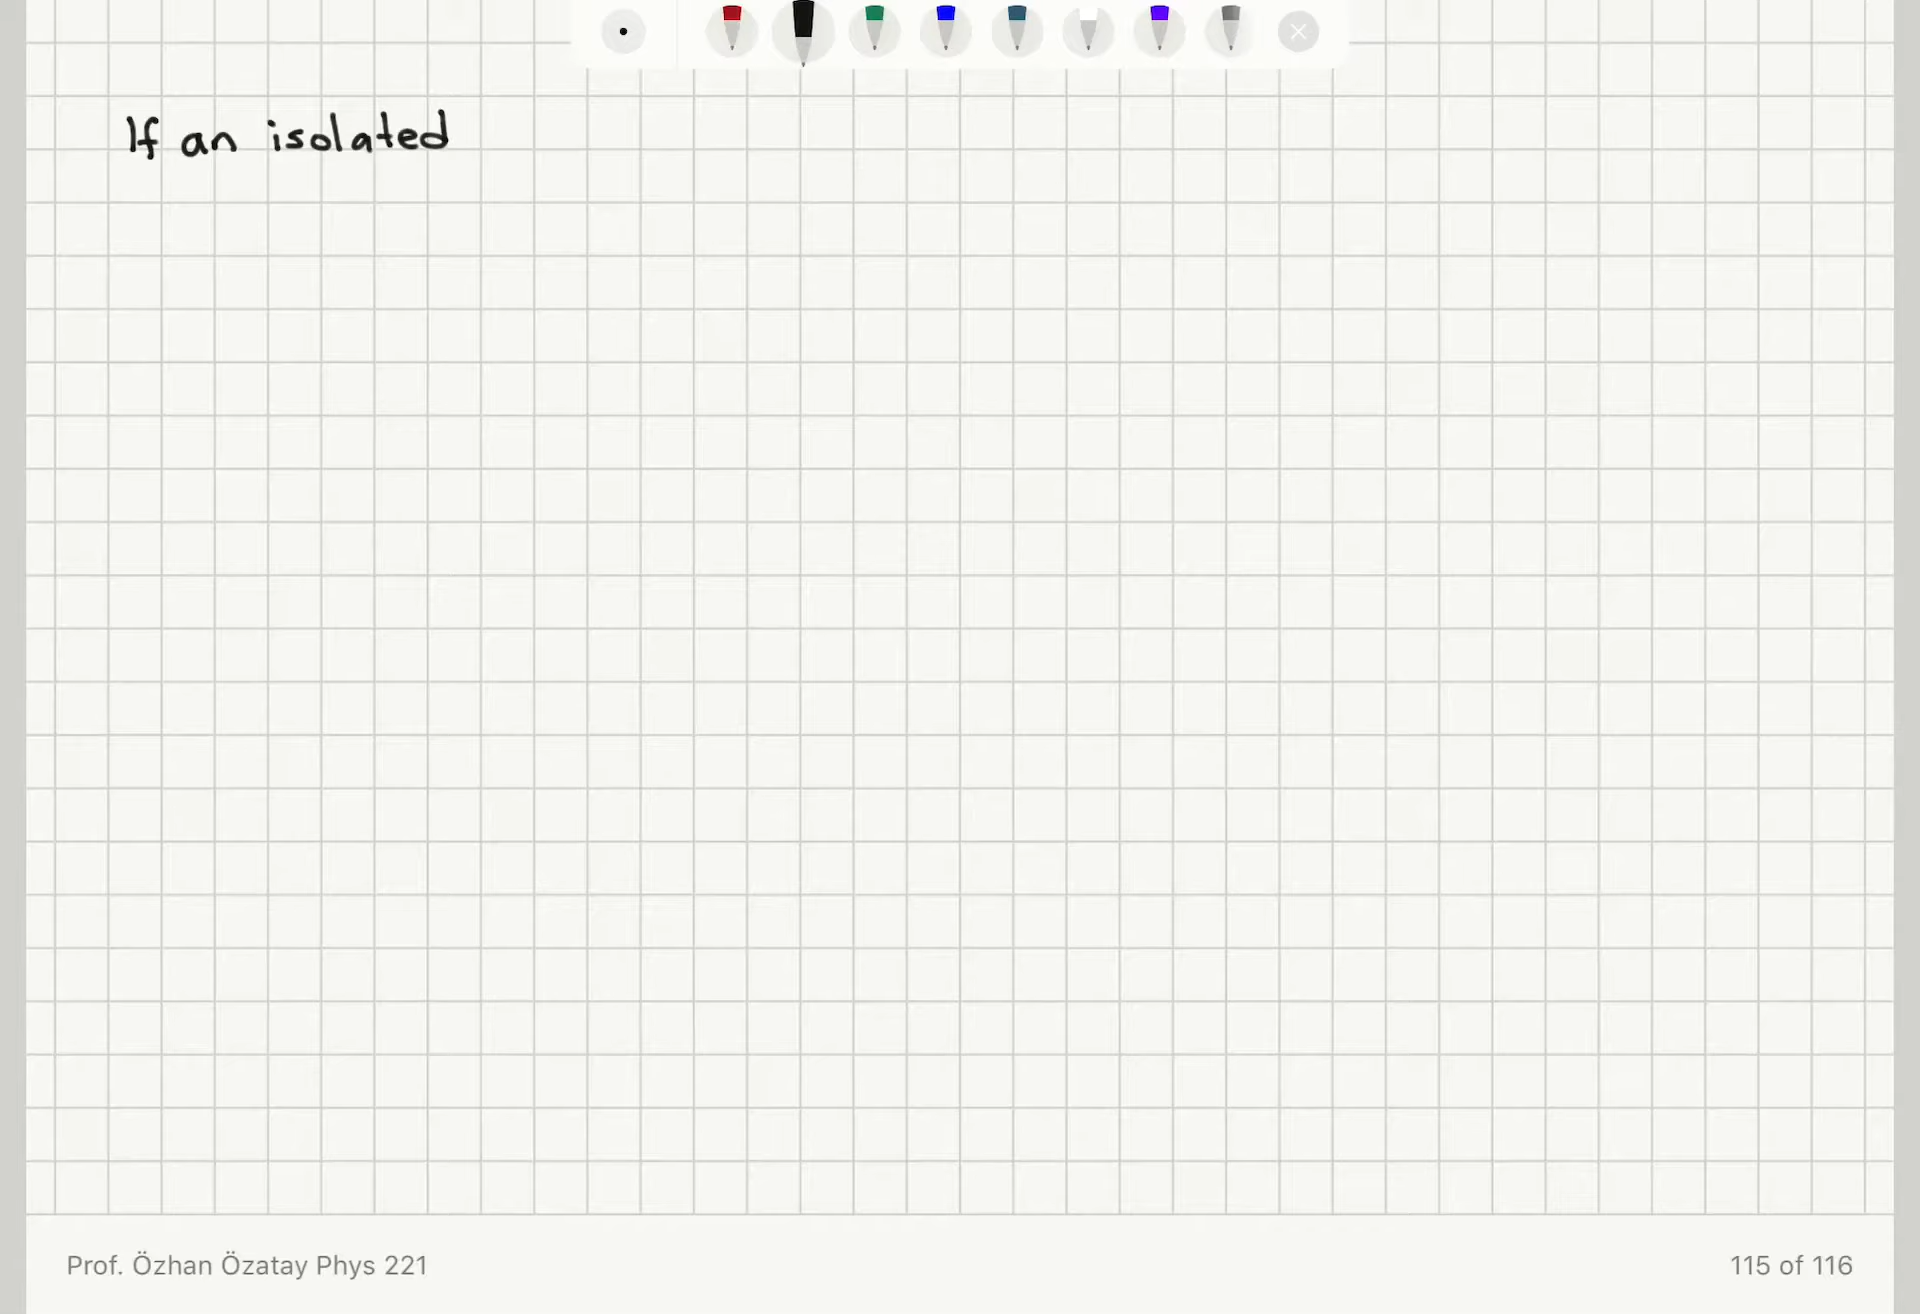 If an isolated
Prof. Özhan Özatay Phys 221
115 of 116